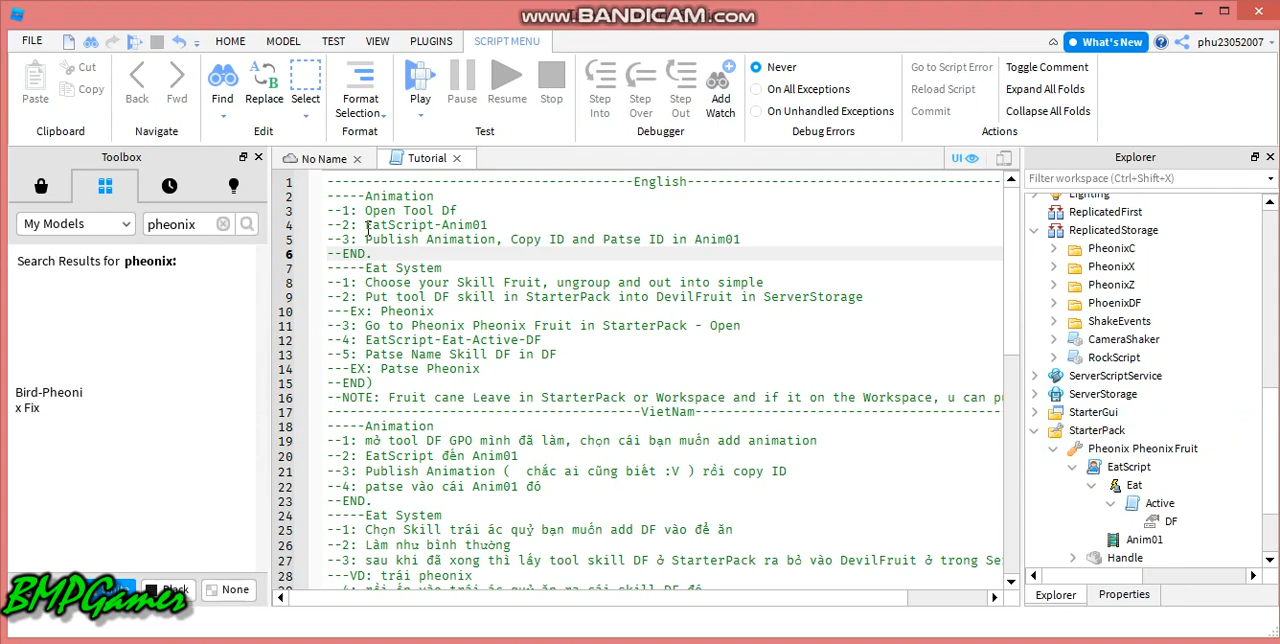 www.BANDICAM.com
FILE HOME MODEL TEST VIEW PLUGINS SCRIPT MENU What's New phu23052007
Paste Cut Copy Back Fwd Find Replace Select Format Selection Play Pause Resume Stop Step Into Step Over Step Out Add Watch
Never
On All Exceptions
On Unhandled Exceptions
Go to Script Error
Reload Script
Commit
Toggle Comment
Expand All Folds
Collapse All Folds
Clipboard Navigate Edit Format Test Debugger Debug Errors Actions
Toolbox
My Models pheonix
Search Results for pheonix:
Bird-Pheoni
x Fix
None
BMPGamer
No Name Tutorial UI
1 ----------------------------------------English----------------------------------------
2 -----Animation
3 --1: Open Tool Df
4 --2: EatScript-Anim01
5 --3: Publish Animation, Copy ID and Patse ID in Anim01
6 --END.
7 -----Eat System
8 --1: Choose your Skill Fruit, ungroup and out into simple
9 --2: Put tool DF skill in StarterPack into DevilFruit in ServerStorage
10 ---Ex: Pheonix
11 --3: Go to Pheonix Pheonix Fruit in StarterPack - Open
12 --4: EatScript-Eat-Active-DF
13 --5: Patse Name Skill DF in DF
14 ---EX: Patse Pheonix
15 --END)
16 --NOTE: Fruit cane Leave in StarterPack or Workspace and if it on the Workspace, u can pu
17 -----------------------------------------VietNam---------------------------------------
18 -----Animation
19 --1: mở tool DF GPO mình đã làm, chọn cái bạn muốn add animation
20 --2: EatScript đến Anim01
21 --3: Publish Animation ( chắc ai cũng biết :V ) rồi copy ID
22 --4: patse vào cái Anim01 đó
23 --END.
24 -----Eat System
25 --1: Chọn Skill trái ác quỷ bạn muốn add DF vào để ăn
26 --2: Làm như bình thường
27 --3: sau khi đã xong thì lấy tool skill DF ở StarterPack ra bỏ vào DevilFruit ở trong Se
28 ---VD: trái pheonix
Explorer
Filter workspace (Ctrl+Shift+X)
Lighting
ReplicatedFirst
ReplicatedStorage
PheonixC
PheonixX
PheonixZ
PhoenixDF
ShakeEvents
CameraShaker
RockScript
ServerScriptService
ServerStorage
StarterGui
StarterPack
Pheonix PheonixFruit
EatScript
Eat
Active
DF
Anim01
Handle
Explorer Properties